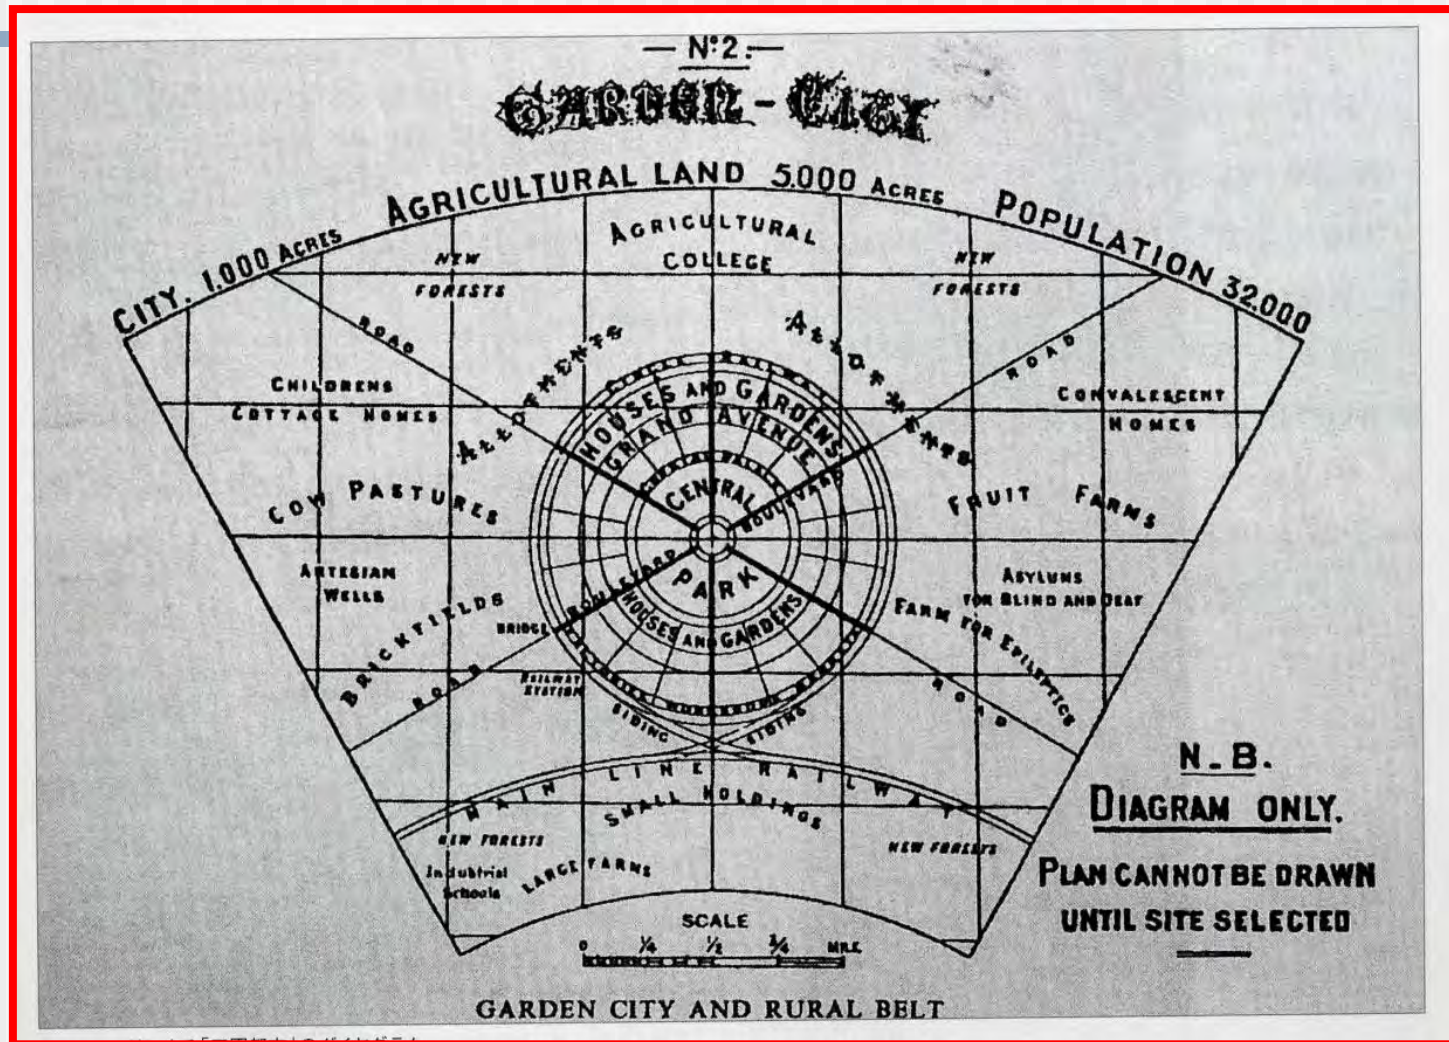 — Nº2.—
GARDEN - CITY
CITY. 1,000 ACRES AGRICULTURAL LAND 5.000 ACRES POPULATION 32.000
AGRICULTURAL
COLLEGE
NEW
FORESTS
NEW
FORESTS
ROAD
ALLOTMENTS
ALLOTMENTS
ROAD
CHILDRENS
COTTAGE HOMES
CONVALESCENT
HOMES
CIRCLE RAILWAY
HOUSES AND GARDENS
GRAND AVENUE
CRYSTAL PALACE
CENTRAL
PARK
BOULEVARD
BOULEVARD
HOUSES AND GARDENS
COW PASTURES
FRUIT FARMS
ARTESIAN
WELLS
ASYLUMS
FOR BLIND AND DEAF
BRICKFIELDS
BRIDGE
FARM FOR EPILEPTICS
ROAD
RAILWAY
STATION
ROAD
SIDING
SIDING
MAIN LINE RAILWAY
SMALL HOLDINGS
NEW FORESTS
NEW FORESTS
Industrial
Schools
LARGE FARMS
SCALE
0 ¼ ½ ¾ MILE
N.B.
DIAGRAM ONLY.
PLAN CANNOT BE DRAWN
UNTIL SITE SELECTED
GARDEN CITY AND RURAL BELT